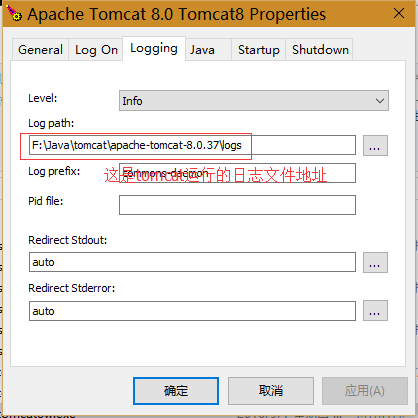 Apache Tomcat 8.0 Tomcat8 Properties
General Log On Logging Java Startup Shutdown
Level: Info
Log path:
F:\Java\tomcat\apache-tomcat-8.0.37\logs ...
Log prefix: commons-daemon
这是tomcat运行的日志文件地址
Pid file:
Redirect Stdout:
auto ...
Redirect Stderror:
auto ...
确定 取消 应用(A)